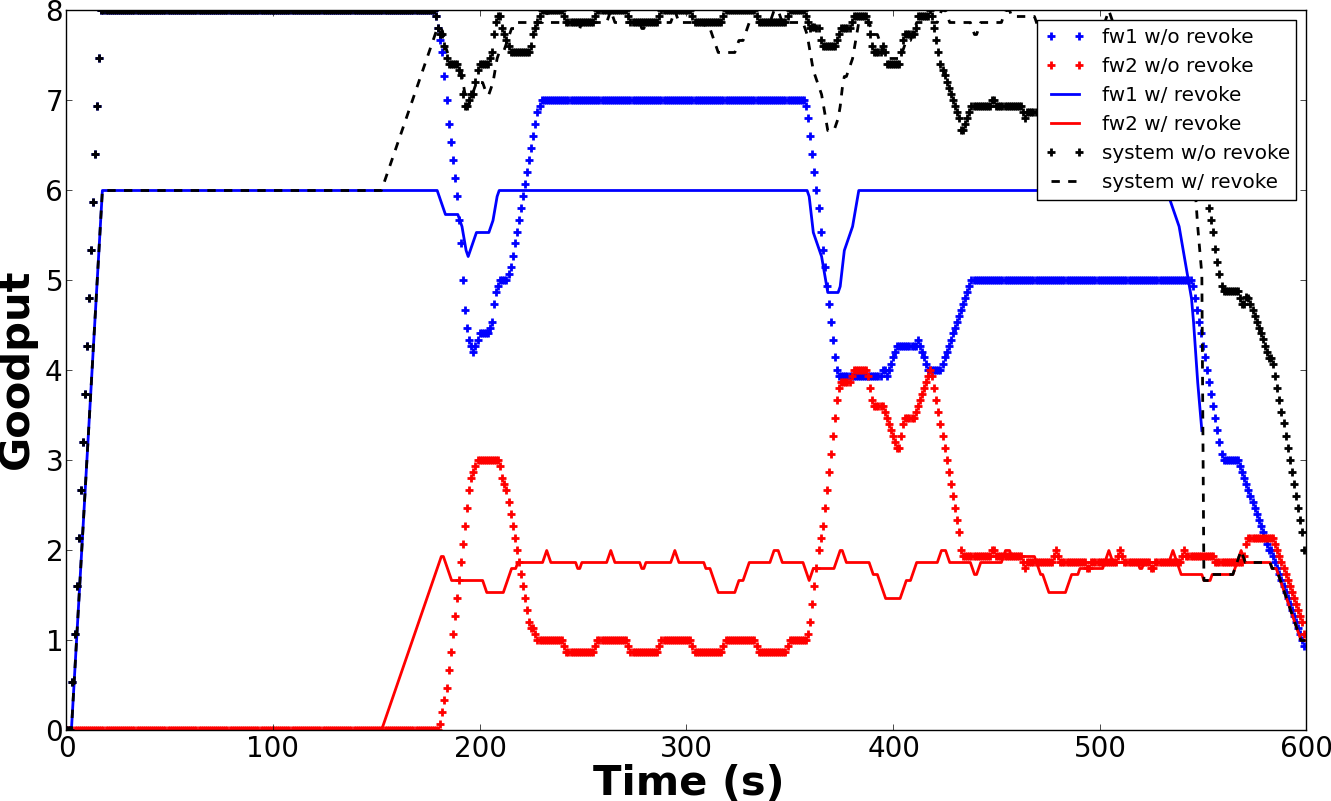 8
7
6
5
4
3
2
1
0
Goodput
fw1 w/o revoke
fw2 w/o revoke
fw1 w/ revoke
fw2 w/ revoke
system w/o revoke
system w/ revoke
0 100 200 300 400 500 600
Time (s)